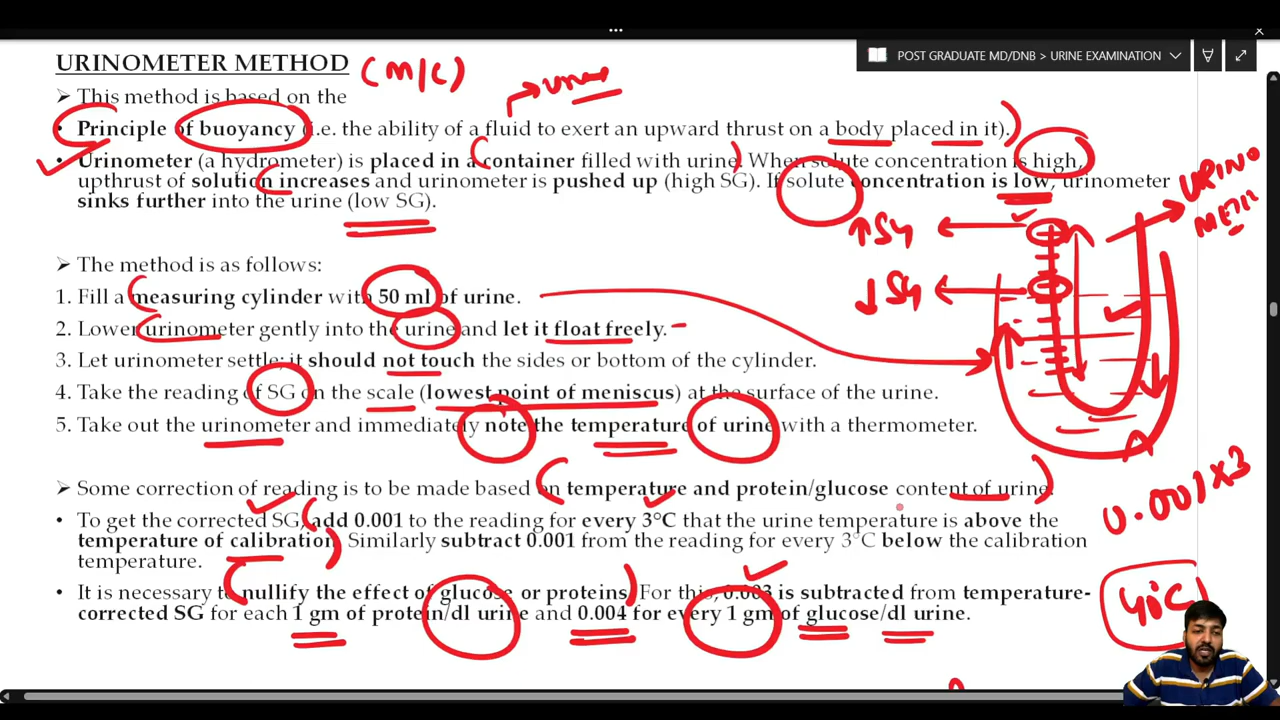 POST GRADUATE MD/DNB > URINE EXAMINATION
URINOMETER METHOD (M/C)
➤ This method is based on the
→ Urine
• Principle of buoyancy (i.e. the ability of a fluid to exert an upward thrust on a body placed in it).
• Urinometer (a hydrometer) is placed in a container filled with urine. When solute concentration is high,
upthrust of solution increases and urinometer is pushed up (high SG). If solute concentration is low, urinometer
sinks further into the urine (low SG).
URINO
METER
↑SG
↓SG
➤ The method is as follows:
1. Fill a measuring cylinder with 50 ml of urine.
2. Lower urinometer gently into the urine and let it float freely.
3. Let urinometer settle; it should not touch the sides or bottom of the cylinder.
4. Take the reading of SG on the scale (lowest point of meniscus) at the surface of the urine.
5. Take out the urinometer and immediately note the temperature of urine with a thermometer.
➤ Some correction of reading is to be made based on temperature and protein/glucose content of urine.
0.001x3
• To get the corrected SG, add 0.001 to the reading for every 3°C that the urine temperature is above the
temperature of calibration. Similarly subtract 0.001 from the reading for every 3°C below the calibration
temperature.
40°C
• It is necessary to nullify the effect of glucose or proteins. For this, 0.003 is subtracted from temperature-
corrected SG for each 1 gm of protein/dl urine and 0.004 for every 1 gm of glucose/dl urine.